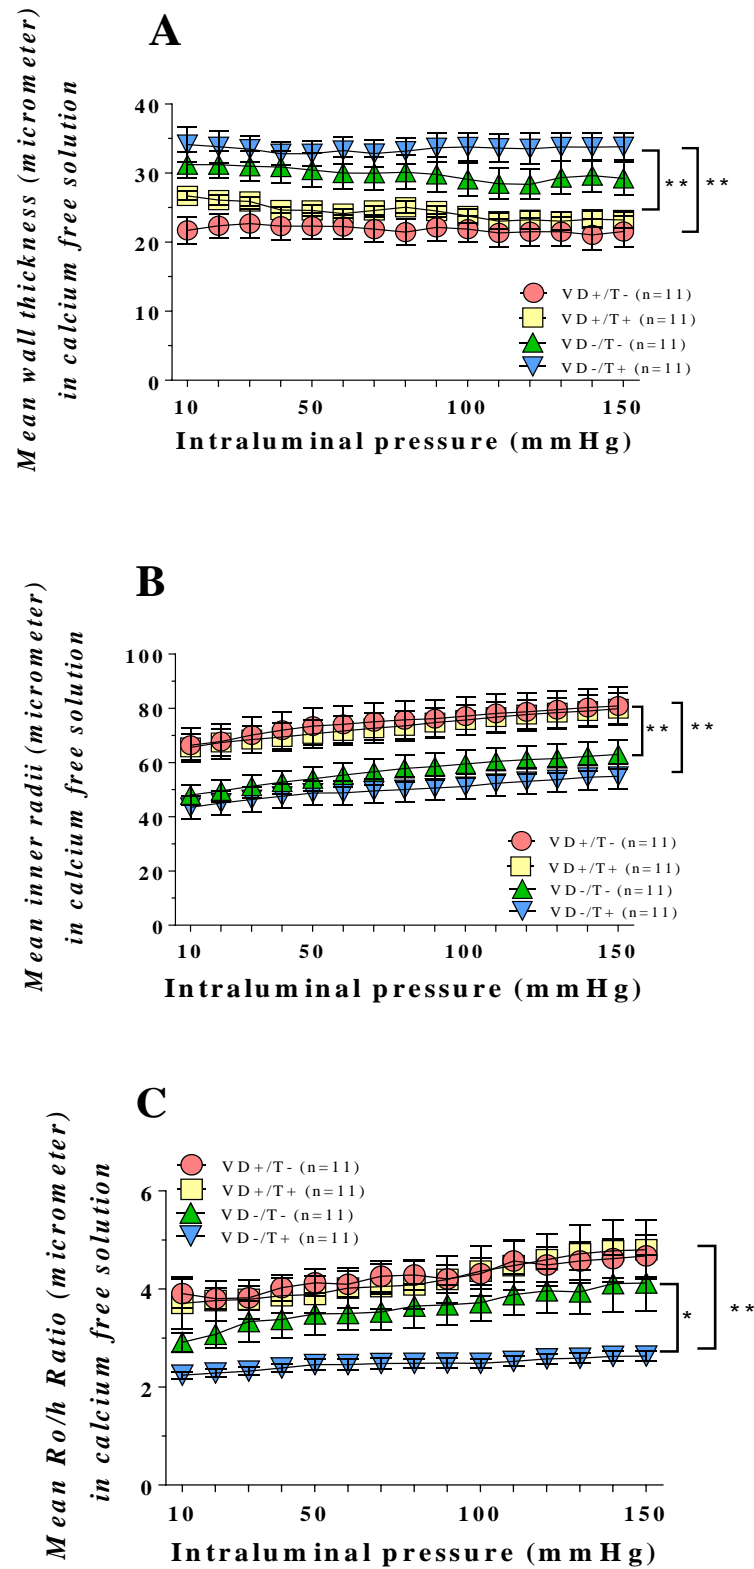 A
Mean wall thickness (micrometer)
in calcium free solution
40
30
20
10
0
** **
VD+/T- (n=11)
VD+/T+ (n=11)
VD-/T- (n=11)
VD-/T+ (n=11)
10 50 100 150
Intraluminal pressure (mmHg)
B
Mean inner radii (micrometer)
in calcium free solution
100
80
60
40
20
0
** **
VD+/T- (n=11)
VD+/T+ (n=11)
VD-/T- (n=11)
VD-/T+ (n=11)
10 50 100 150
Intraluminal pressure (mmHg)
C
Mean Ro/h Ratio (micrometer)
in calcium free solution
VD+/T- (n=11)
VD+/T+ (n=11)
VD-/T- (n=11)
VD-/T+ (n=11)
6
4
2
0
* **
10 50 100 150
Intraluminal pressure (mmHg)